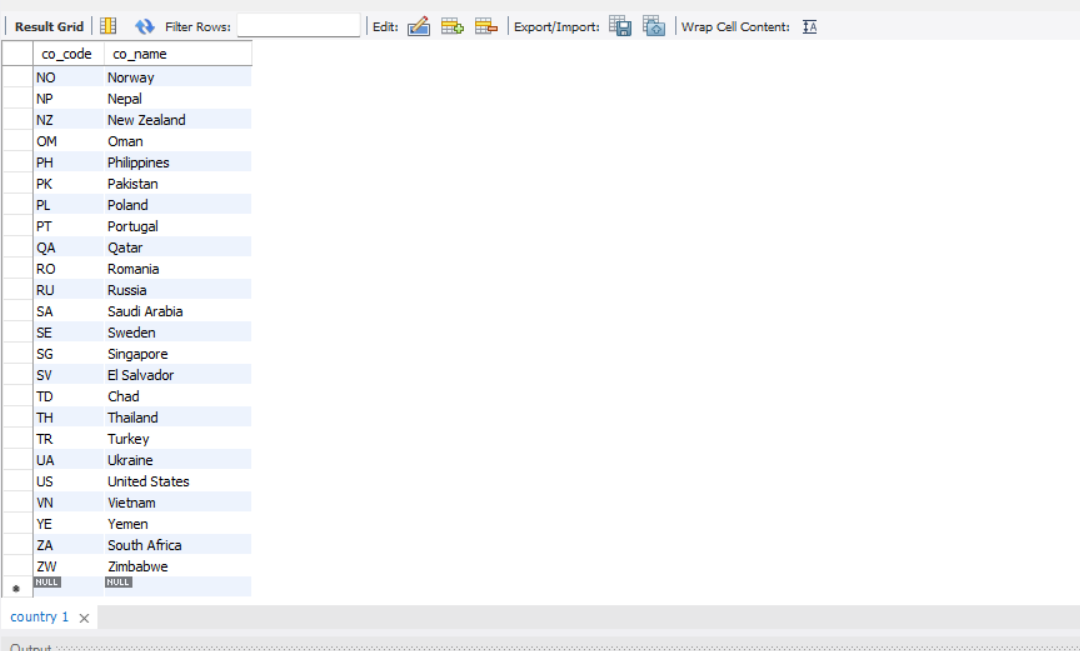 Result Grid Filter Rows: Edit: Export/Import: Wrap Cell Content: IA
co_code co_name
NO Norway
NP Nepal
NZ New Zealand
OM Oman
PH Philippines
PK Pakistan
PL Poland
PT Portugal
QA Qatar
RO Romania
RU Russia
SA Saudi Arabia
SE Sweden
SG Singapore
SV El Salvador
TD Chad
TH Thailand
TR Turkey
UA Ukraine
US United States
VN Vietnam
YE Yemen
ZA South Africa
ZW Zimbabwe
NULL NULL
country 1
Output